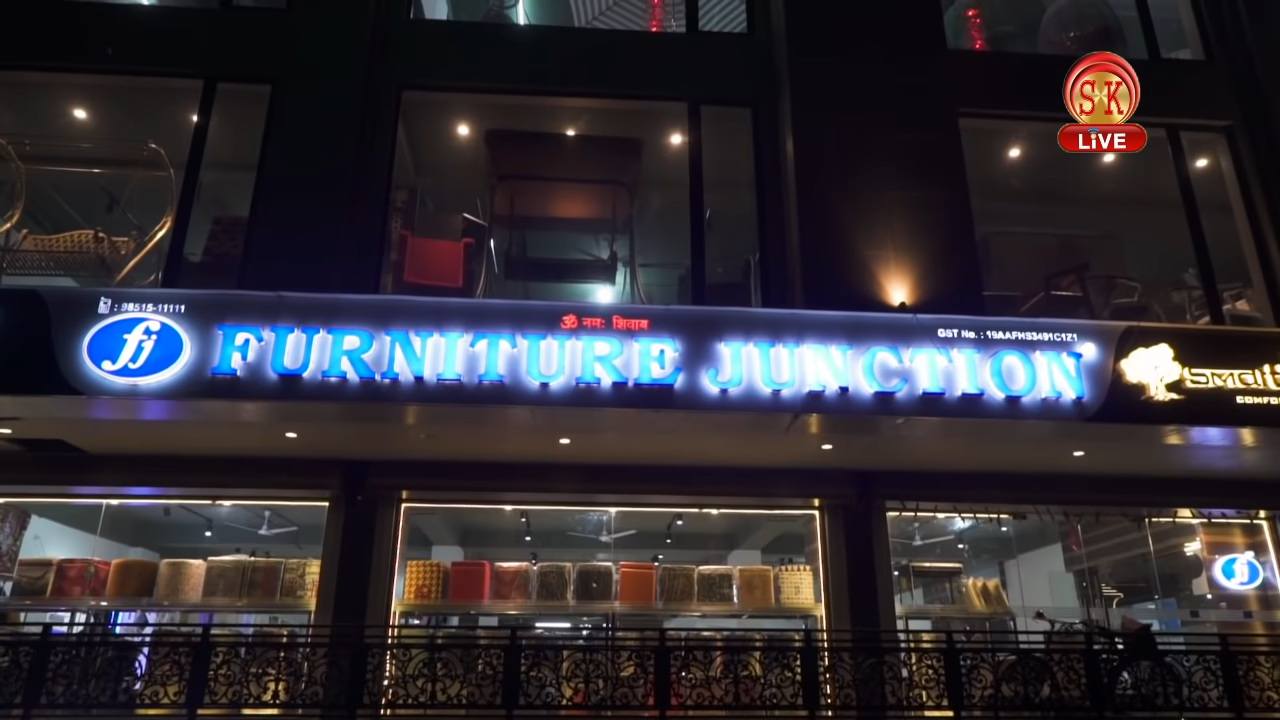 SK
LiVE
: 98515-11111
ॐ नमः शिवाय
GST No. : 19AAFHS3491C1Z1
fj FURNITURE JUNCTION
fj